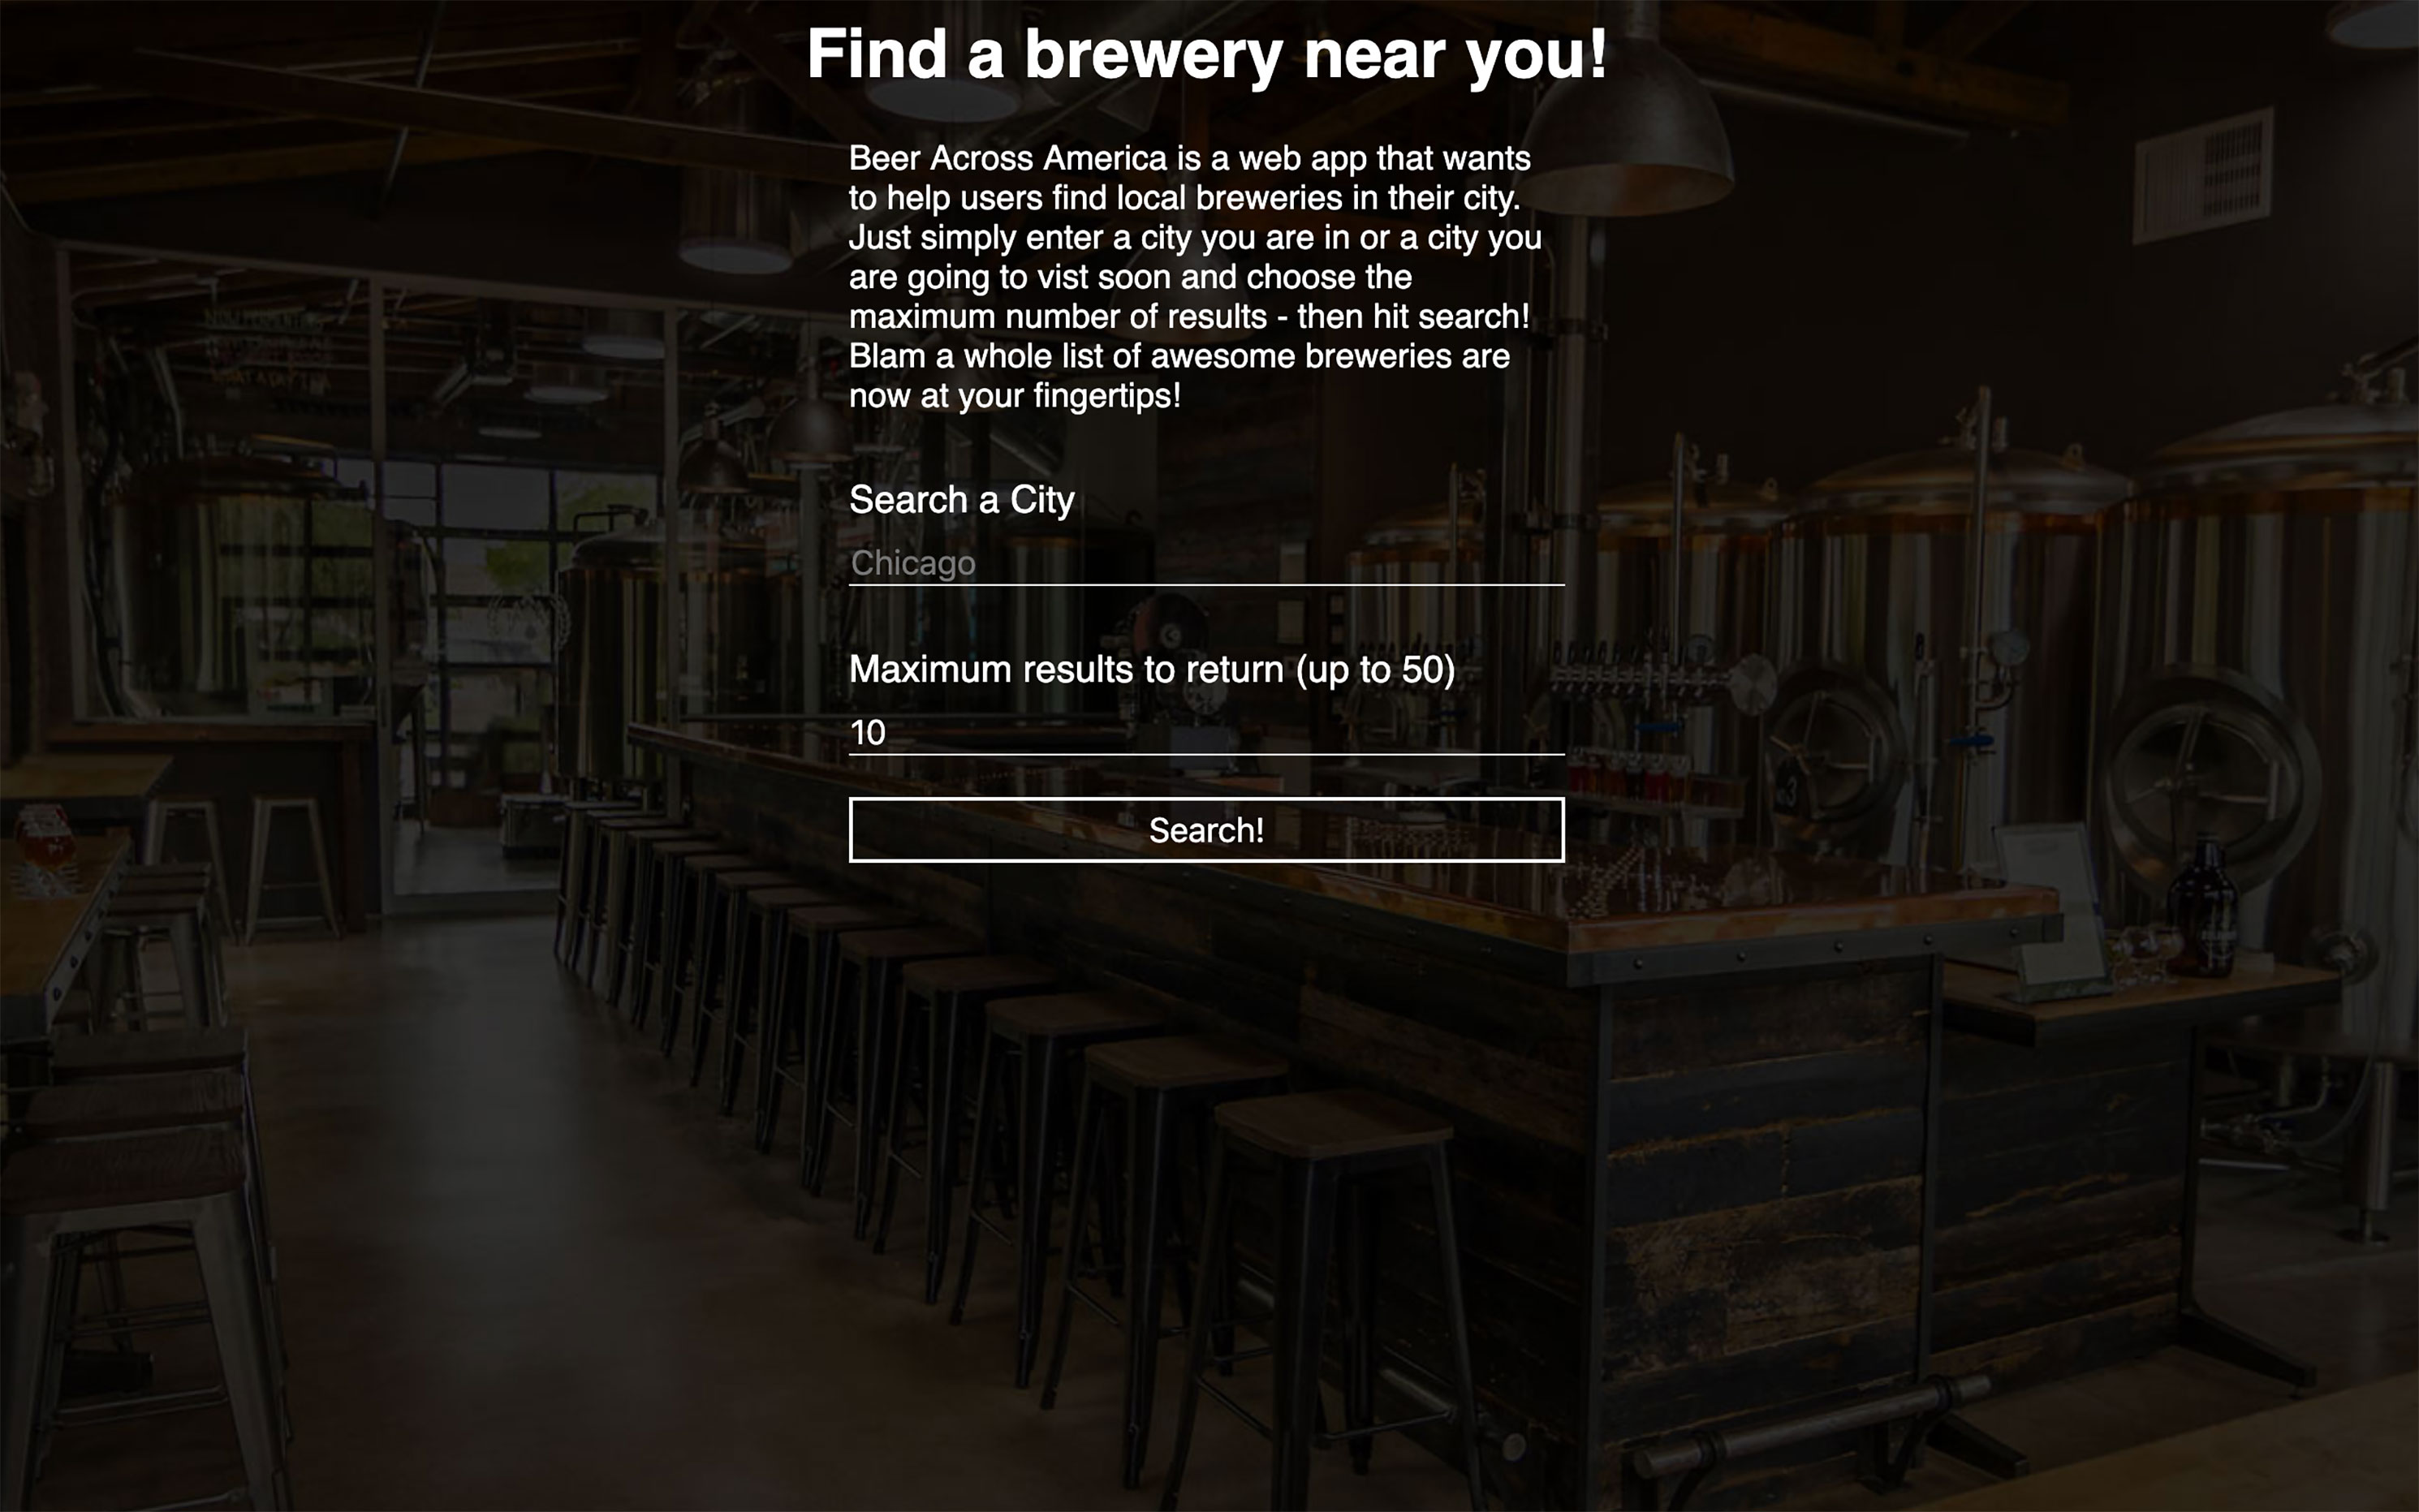 Find a brewery near you!
Beer Across America is a web app that wants
to help users find local breweries in their city.
Just simply enter a city you are in or a city you
are going to vist soon and choose the
maximum number of results - then hit search!
Blam a whole list of awesome breweries are
now at your fingertips!
Search a City
Chicago
Maximum results to return (up to 50)
10
Search!